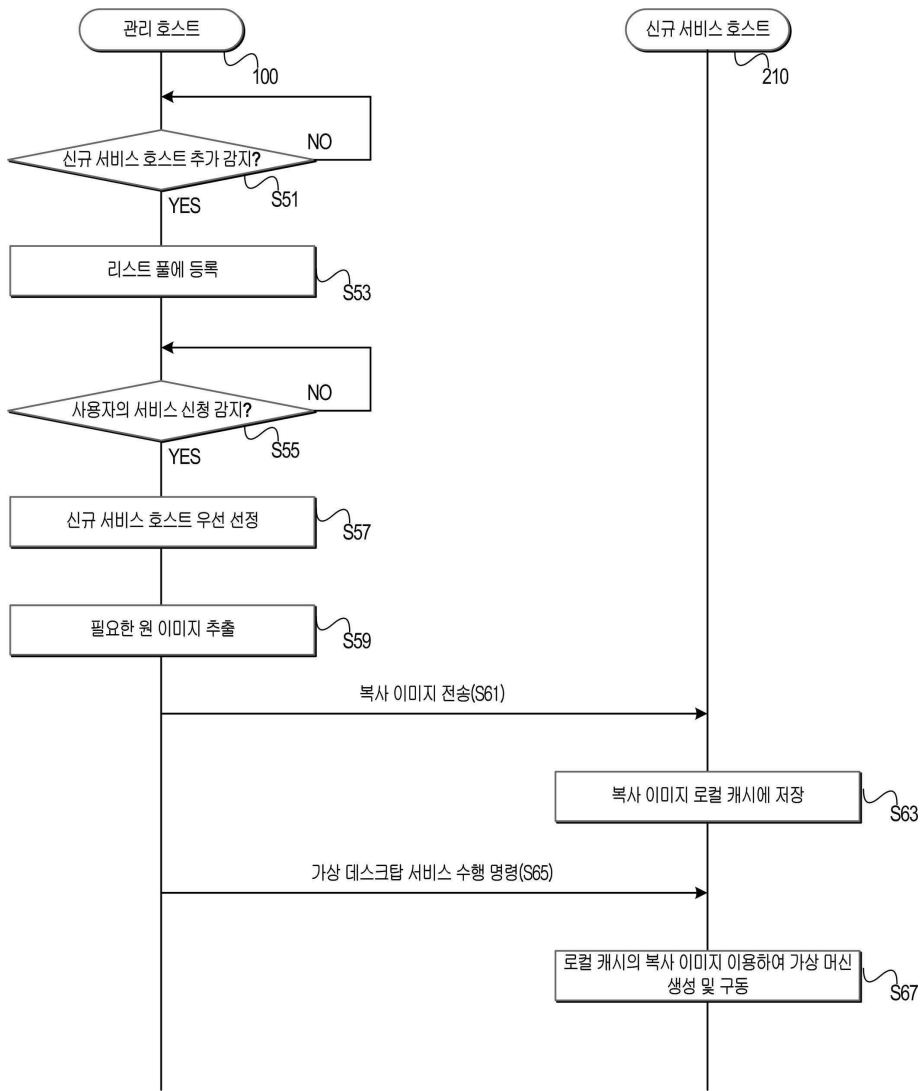 관리 호스트
신규 서비스 호스트
100
210
NO
신규 서비스 호스트 추가 감지?
S51
YES
리스트 풀에 등록
S53
NO
사용자의 서비스 신청 감지?
S55
YES
신규 서비스 호스트 우선 선정
S57
필요한 원 이미지 추출
S59
복사 이미지 전송(S61)
복사 이미지 로컬 캐시에 저장
S63
가상 데스크탑 서비스 수행 명령(S65)
로컬 캐시의 복사 이미지 이용하여 가상 머신
생성 및 구동
S67